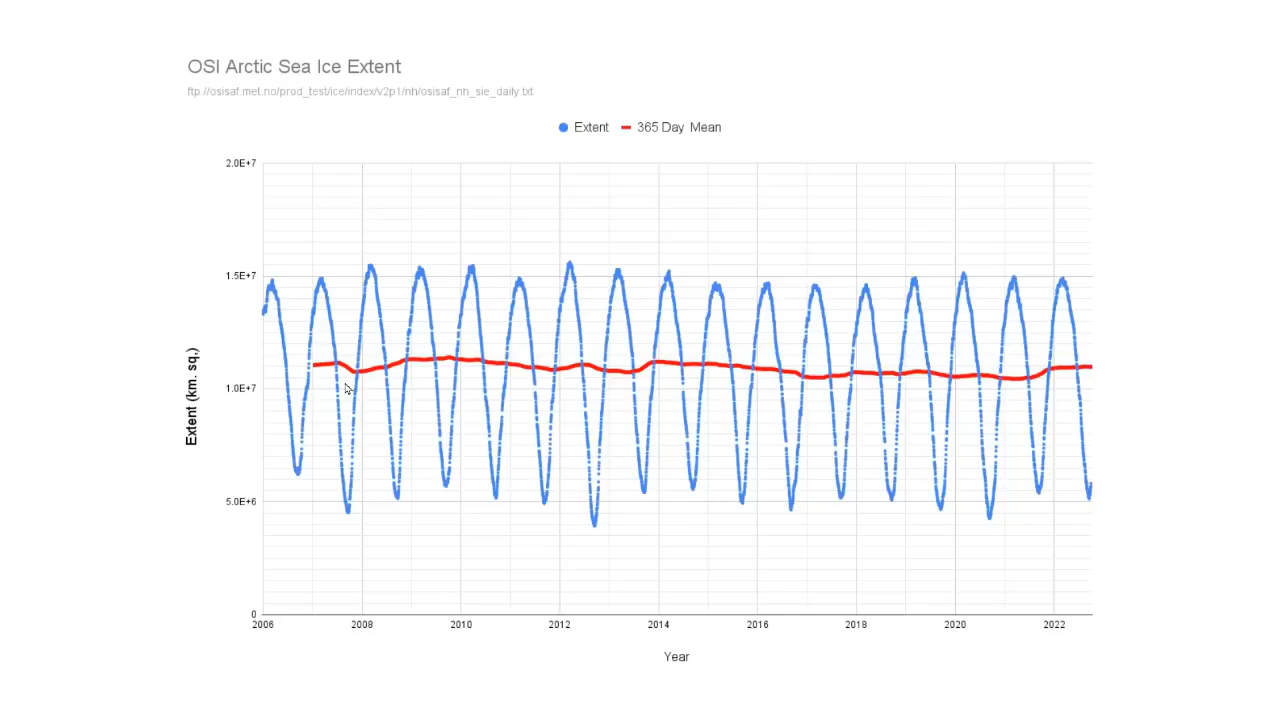 OSI Arctic Sea Ice Extent
ftp://osisaf.met.no/prod_test/ice/index/v2p1/nh/osisaf_nh_sie_daily.txt
Extent 365 Day Mean
2.0E+7
1.5E+7
1.0E+7
5.0E+6
0
Extent (km. sq.)
2006 2008 2010 2012 2014 2016 2018 2020 2022
Year